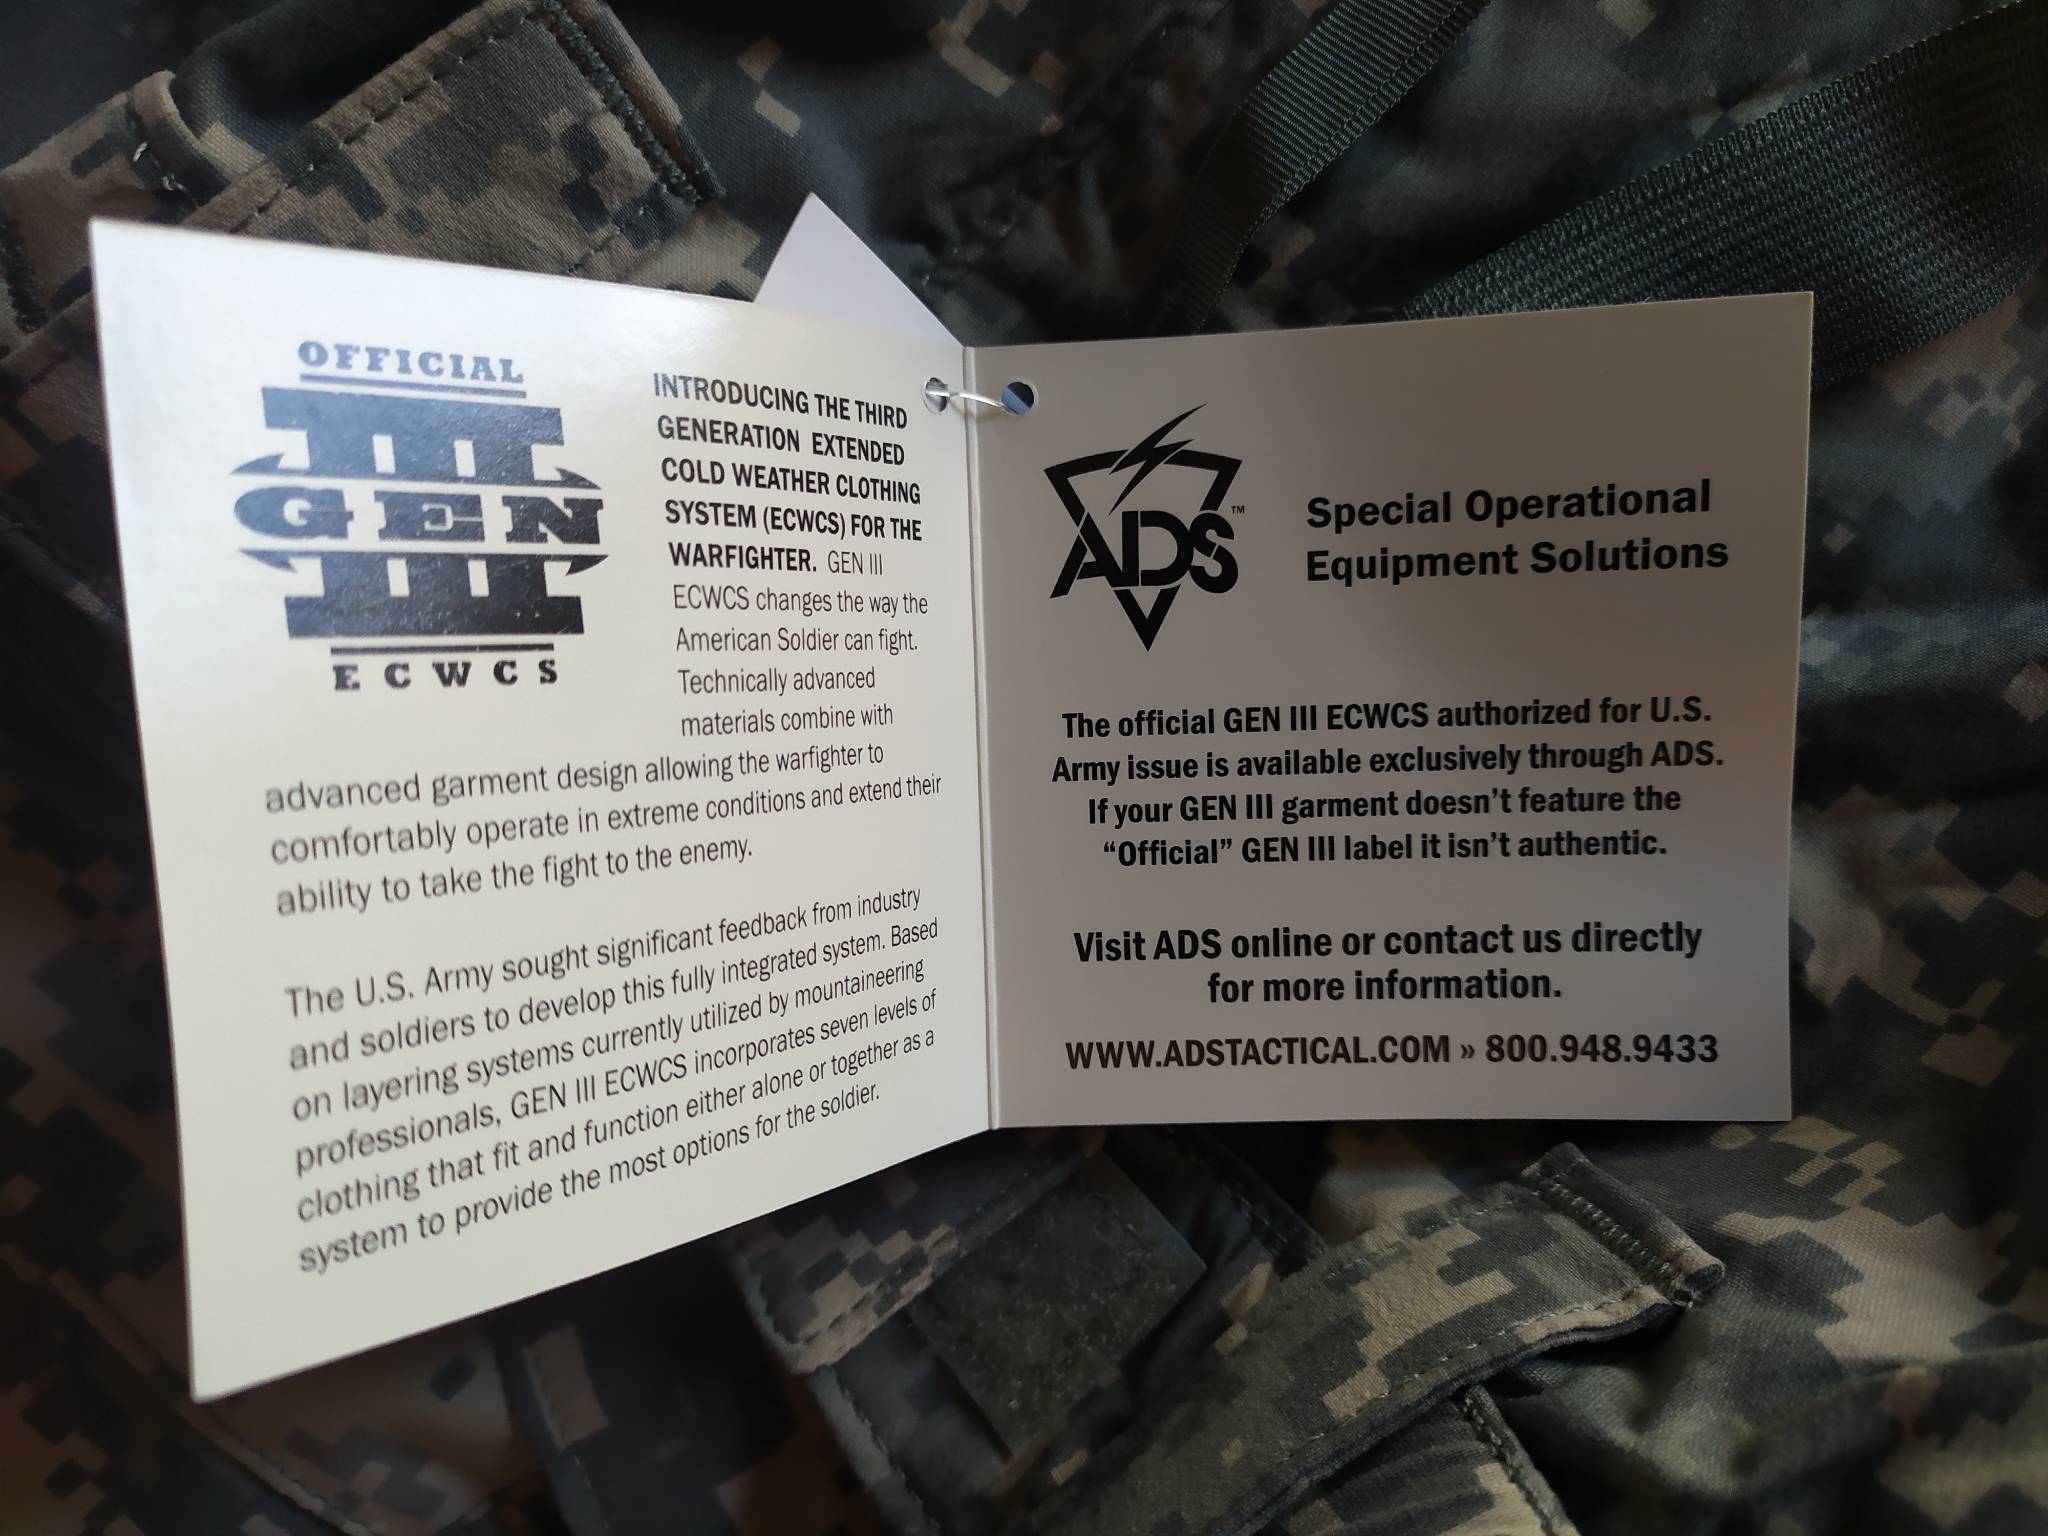 OFFICIAL
III
GEN
III
ECWCS
INTRODUCING THE THIRD
GENERATION EXTENDED
COLD WEATHER CLOTHING
SYSTEM (ECWCS) FOR THE
WARFIGHTER. GEN III
ECWCS changes the way the
American Soldier can fight.
Technically advanced
materials combine with
advanced garment design allowing the warfighter to
comfortably operate in extreme conditions and extend their
ability to take the fight to the enemy.
The U.S. Army sought significant feedback from industry
and soldiers to develop this fully integrated system. Based
on layering systems currently utilized by mountaineering
professionals, GEN III ECWCS incorporates seven levels of
clothing that fit and function either alone or together as a
system to provide the most options for the soldier.
ADS™
Special Operational
Equipment Solutions
The official GEN III ECWCS authorized for U.S.
Army issue is available exclusively through ADS.
If your GEN III garment doesn't feature the
“Official” GEN III label it isn't authentic.
Visit ADS online or contact us directly
for more information.
WWW.ADSTACTICAL.COM » 800.948.9433